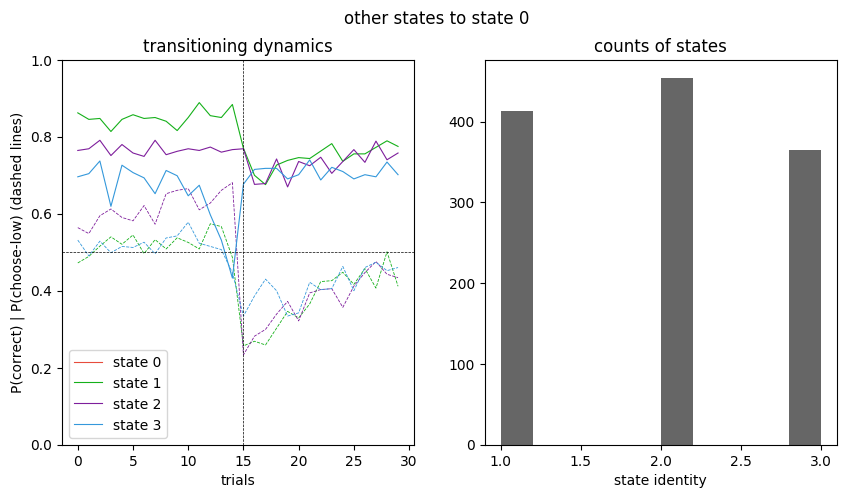 other states to state 0
transitioning dynamics
P(correct) | P(choose-low) (dashed lines)
1.0
0.8
0.6
0.4
0.2
0.0
state 0
state 1
state 2
state 3
0 5 10 15 20 25 30
trials
counts of states
400
300
200
100
0
1.0 1.5 2.0 2.5 3.0
state identity